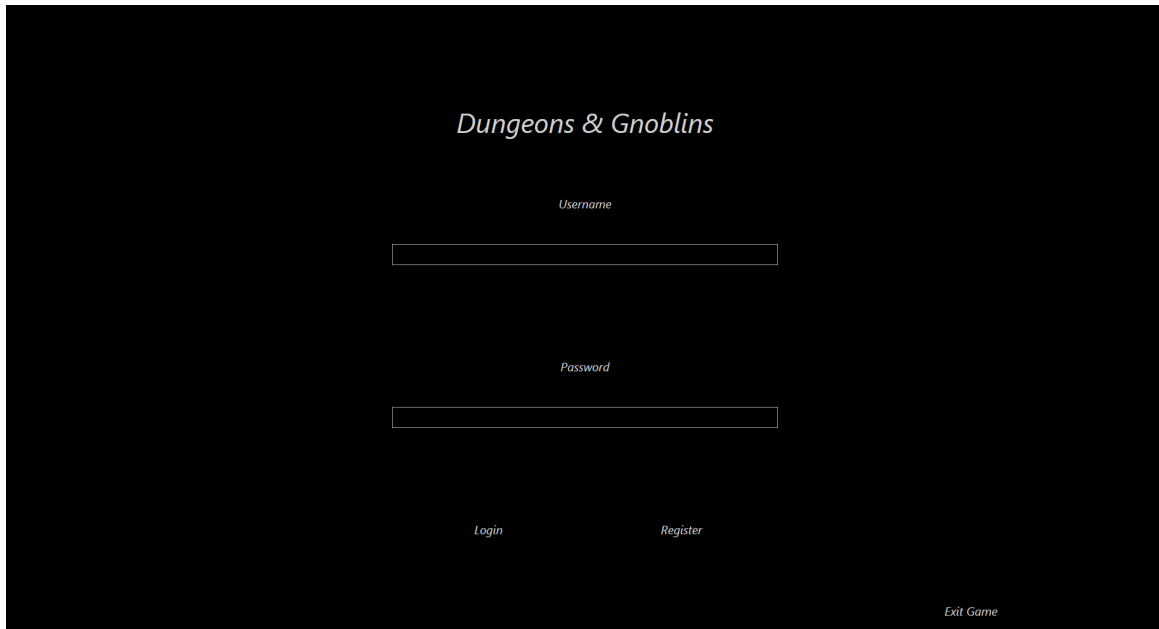 Dungeons & Gnoblins
Username
Password
Login Register
Exit Game